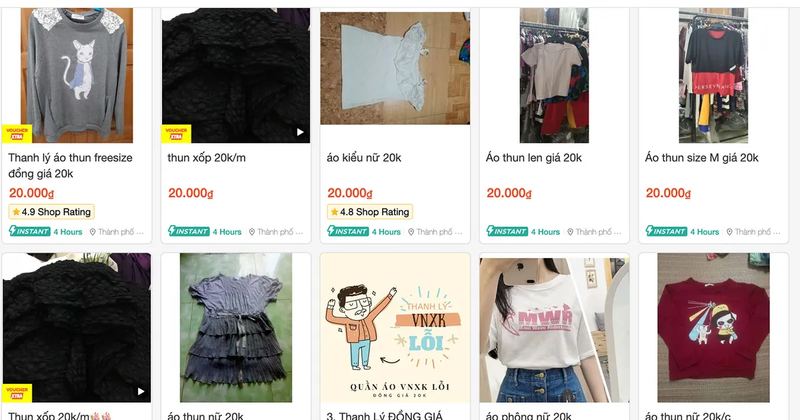 VOUCHER
XTRA
Thanh lý áo thun freesize
đồng giá 20k
20.000₫
4.9 Shop Rating
INSTANT 4 Hours Thành phố ...
VOUCHER
XTRA
thun xốp 20k/m
20.000₫
INSTANT 4 Hours Thành phố ...
áo kiểu nữ 20k
20.000₫
4.8 Shop Rating
INSTANT 4 Hours Thành phố ...
Áo thun len giá 20k
20.000₫
INSTANT 4 Hours Thành phố ...
Áo thun size M giá 20k
20.000₫
INSTANT 4 Hours Thành phố ...
VOUCHER
XTRA
Thun xốp 20k/m
áo thun nữ 20k
THANH LÝ
VNXK
LỖI
QUẦN ÁO VNXK LỖI
ĐỒNG GIÁ 20K
3. Thanh Lý ĐỒNG GIÁ
MWR
áo phông nữ 20k
áo thun nữ 20k/c